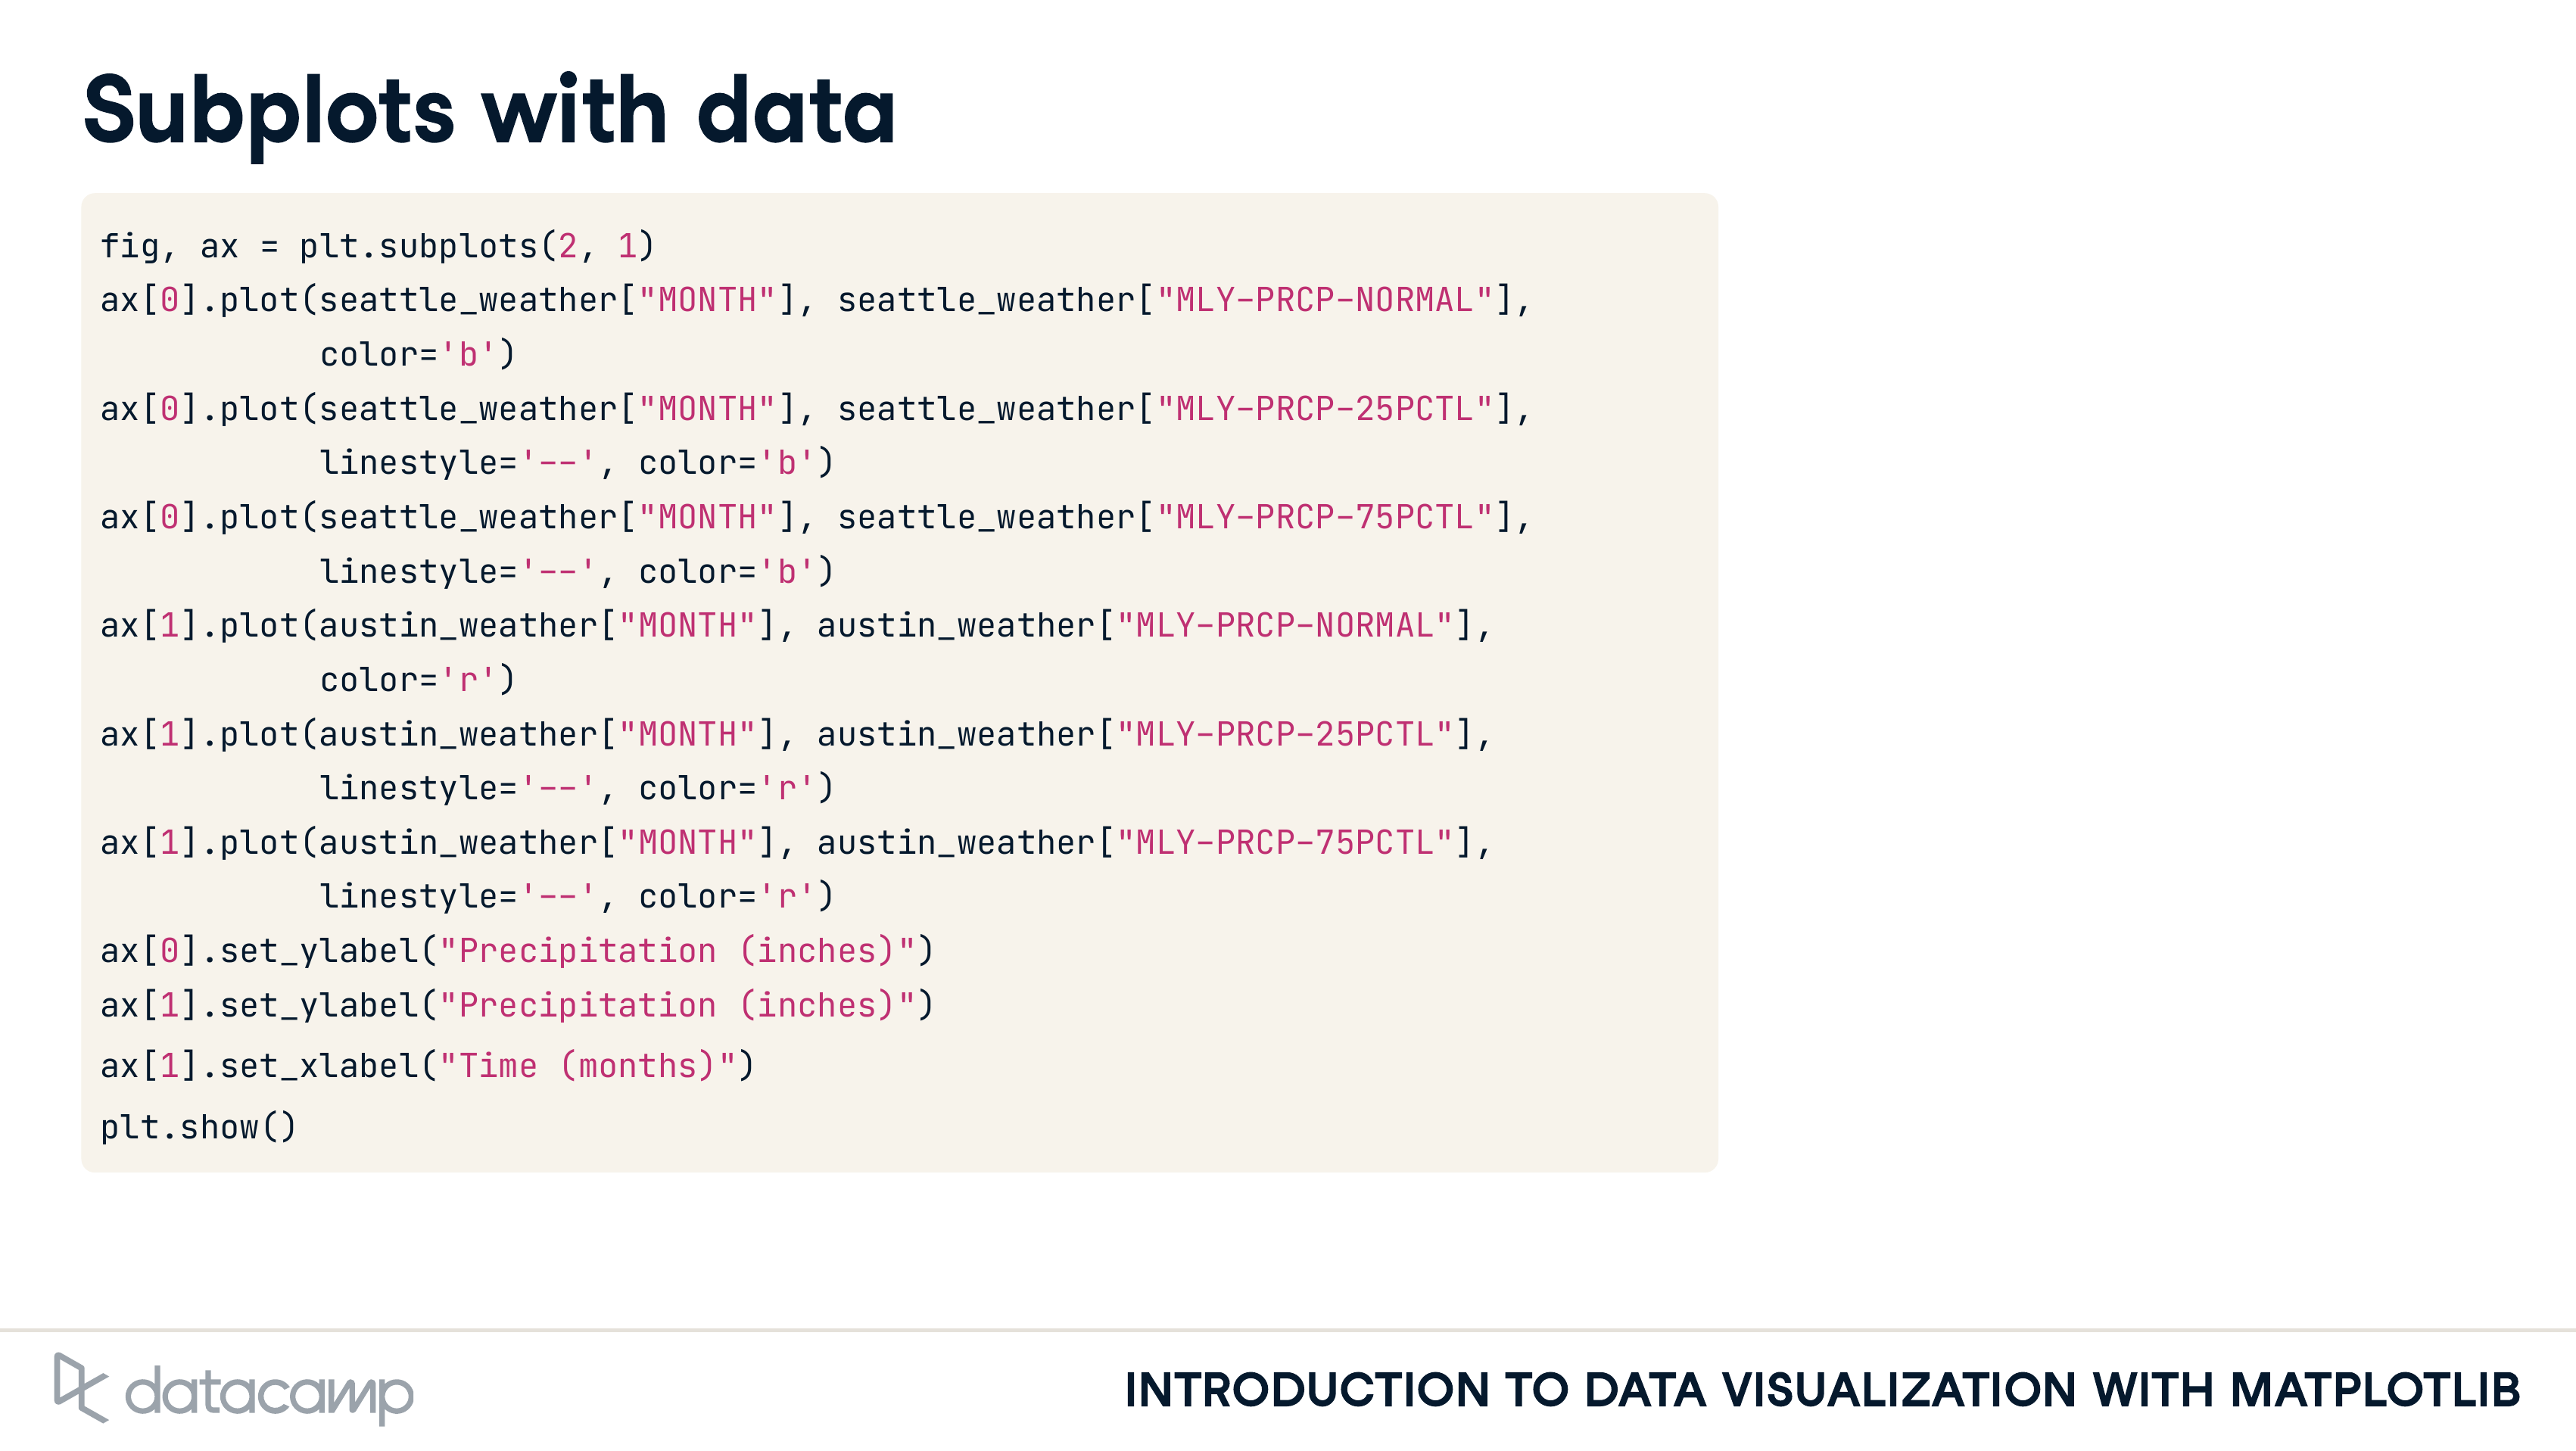 Subplots with data
fig, ax = plt.subplots(2, 1)
ax[0].plot(seattle_weather["MONTH"], seattle_weather["MLY-PRCP-NORMAL"],
           color='b')
ax[0].plot(seattle_weather["MONTH"], seattle_weather["MLY-PRCP-25PCTL"],
           linestyle='--', color='b')
ax[0].plot(seattle_weather["MONTH"], seattle_weather["MLY-PRCP-75PCTL"],
           linestyle='--', color='b')
ax[1].plot(austin_weather["MONTH"], austin_weather["MLY-PRCP-NORMAL"],
           color='r')
ax[1].plot(austin_weather["MONTH"], austin_weather["MLY-PRCP-25PCTL"],
           linestyle='--', color='r')
ax[1].plot(austin_weather["MONTH"], austin_weather["MLY-PRCP-75PCTL"],
           linestyle='--', color='r')
ax[0].set_ylabel("Precipitation (inches)")
ax[1].set_ylabel("Precipitation (inches)")
ax[1].set_xlabel("Time (months)")
plt.show()
datacamp
INTRODUCTION TO DATA VISUALIZATION WITH MATPLOTLIB